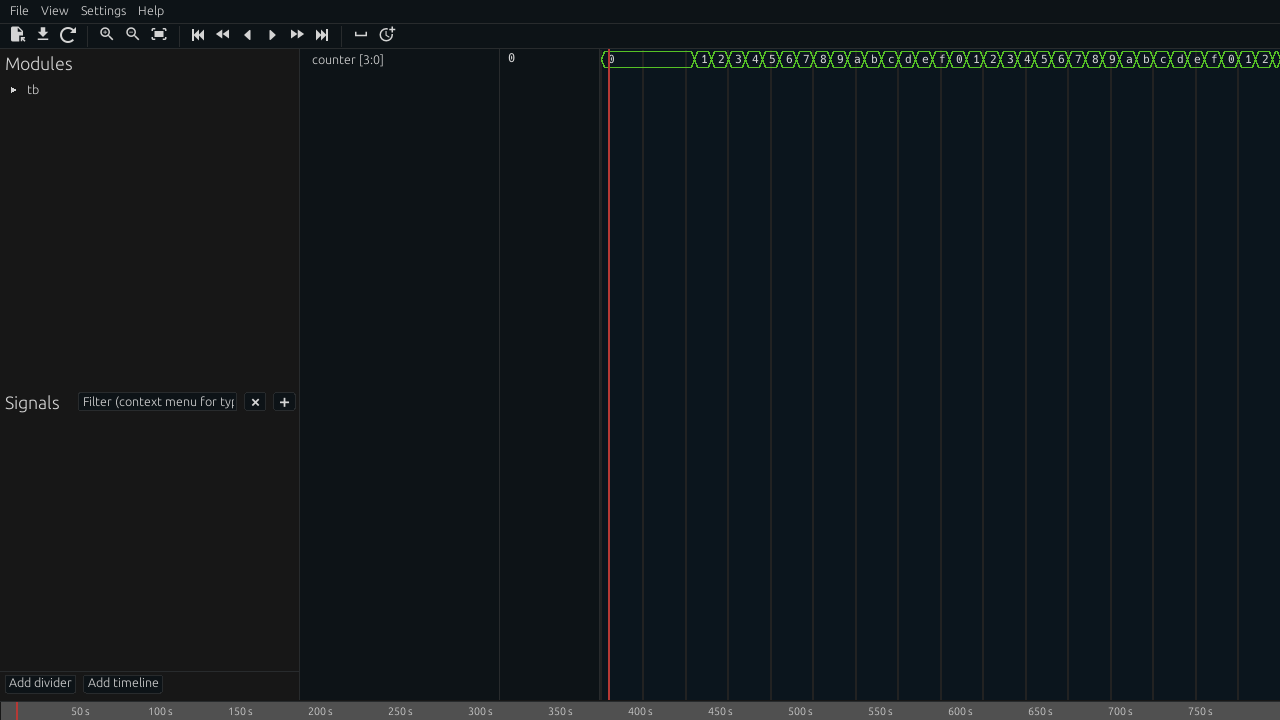 File View Settings Help
Modules
tb
counter [3:0]
0
0 1 2 3 4 5 6 7 8 9 a b c d e f 0 1 2 3 4 5 6 7 8 9 a b c d e f 0 1 2
Signals Filter (context menu for typ
Add divider Add timeline
50 s 100 s 150 s 200 s 250 s 300 s 350 s 400 s 450 s 500 s 550 s 600 s 650 s 700 s 750 s